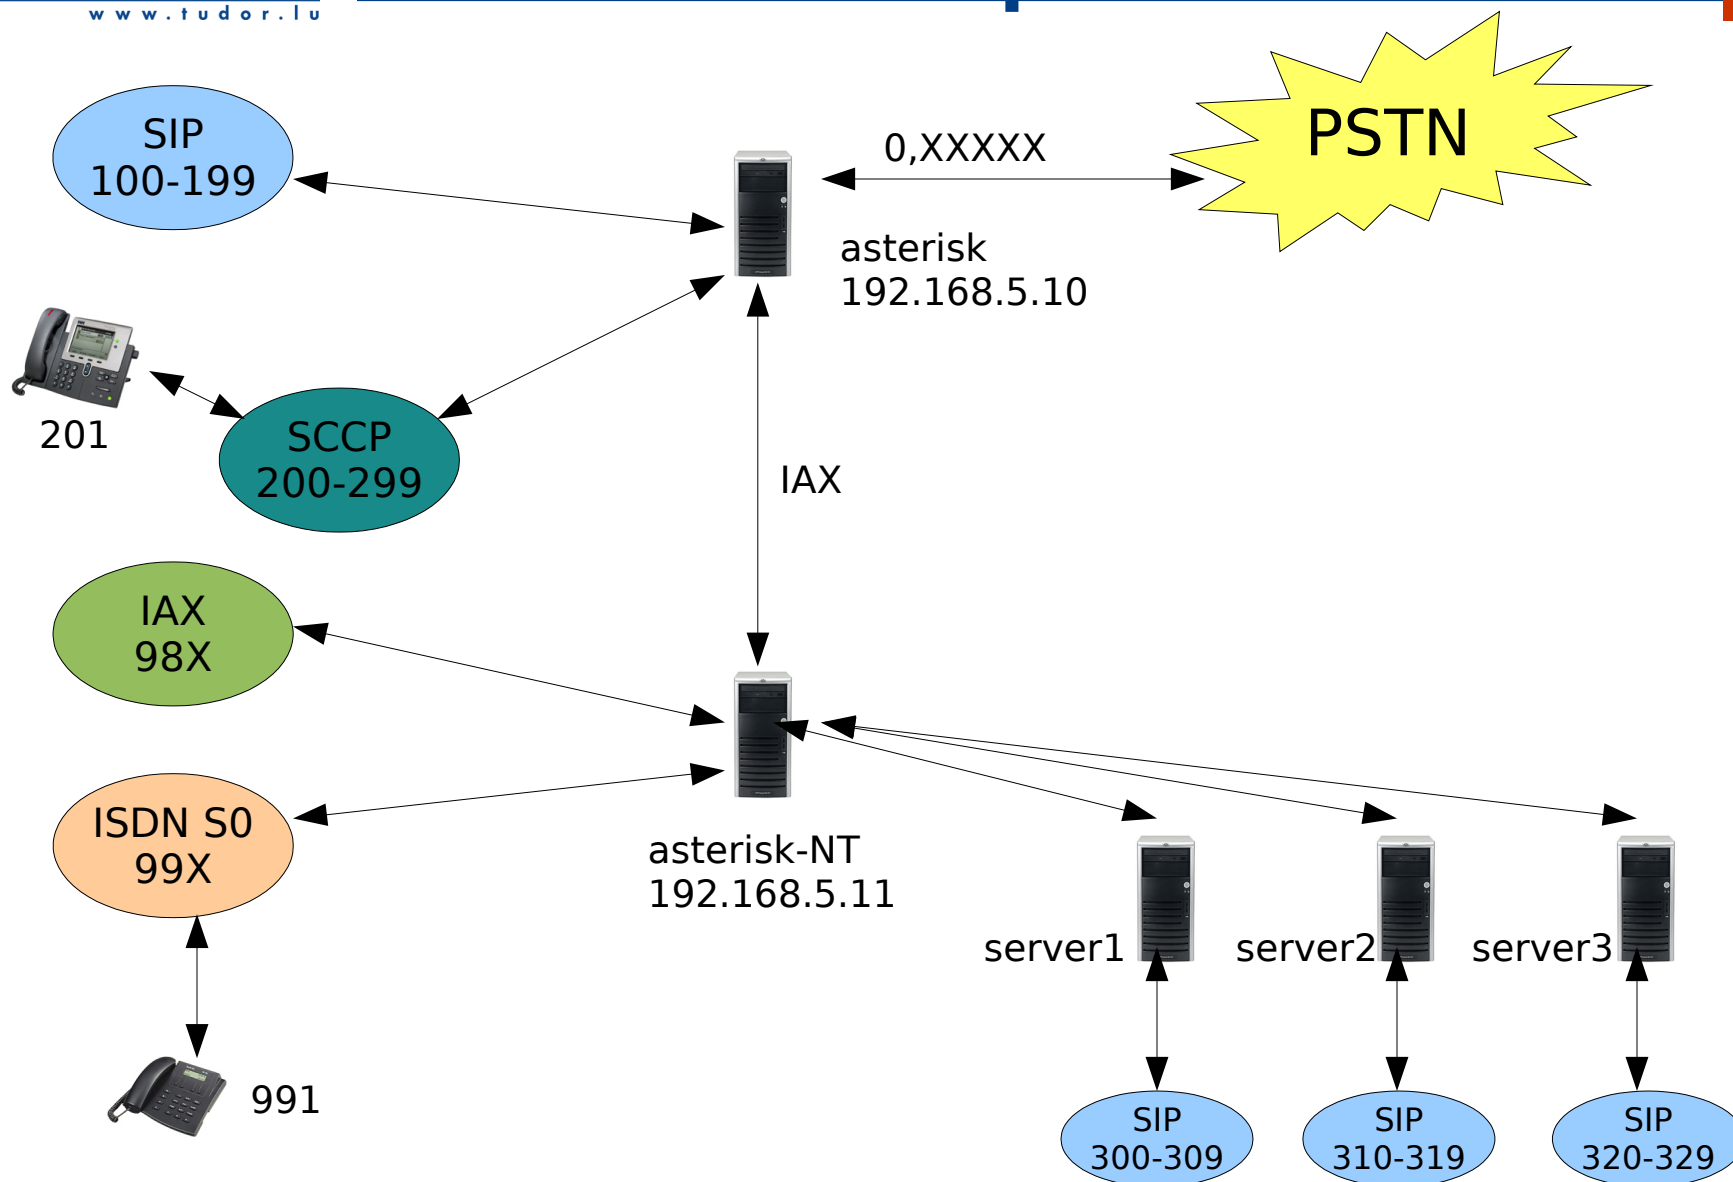 www.tudor.lu
SIP
100-199
0,XXXXX
PSTN
asterisk
192.168.5.10
201
SCCP
200-299
IAX
IAX
98X
ISDN S0
99X
asterisk-NT
192.168.5.11
server1
server2
server3
991
SIP
300-309
SIP
310-319
SIP
320-329